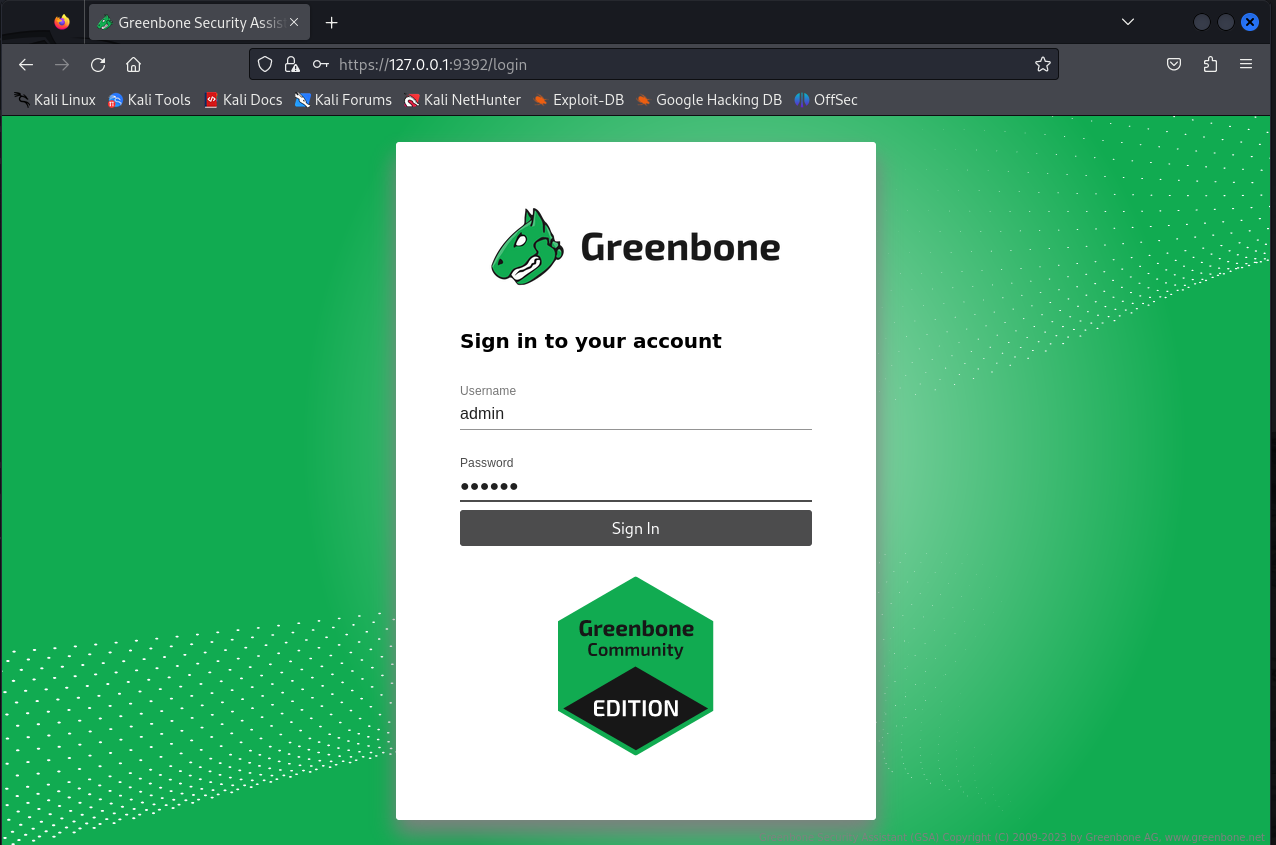 Greenbone Security Assis
https://127.0.0.1:9392/login
Kali Linux Kali Tools Kali Docs Kali Forums Kali NetHunter Exploit-DB Google Hacking DB OffSec
Greenbone
Sign in to your account
Username
admin
Password
••••••
Sign In
Greenbone
Community
EDITION
Copyright (C) 2009-2023 by Greenbone AG, www.greenbone.net